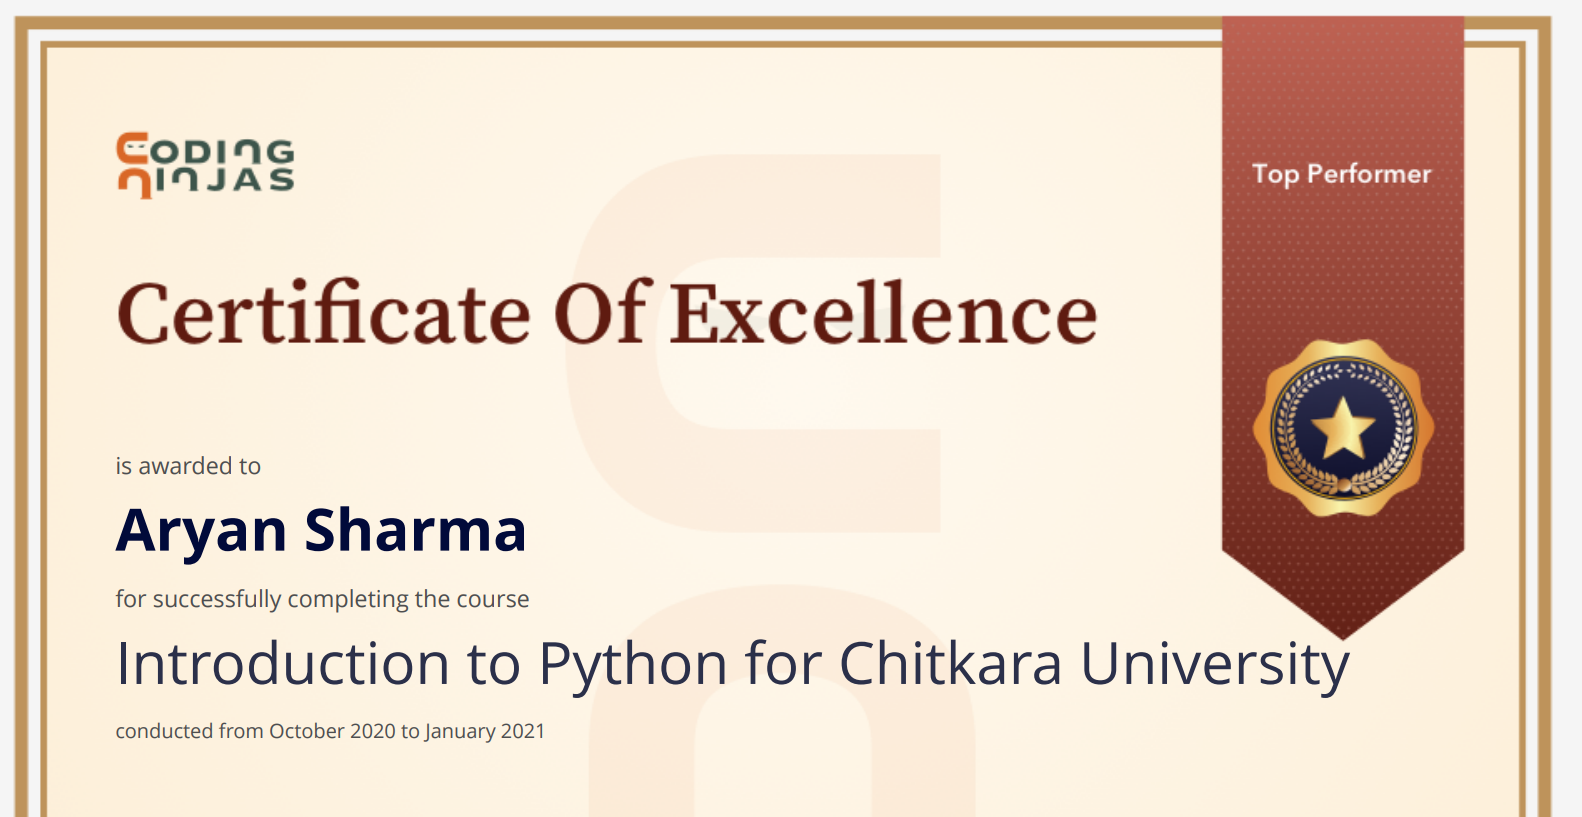 CODING
NINJAS
Top Performer
Certificate Of Excellence
is awarded to
Aryan Sharma
for successfully completing the course
Introduction to Python for Chitkara University
conducted from October 2020 to January 2021